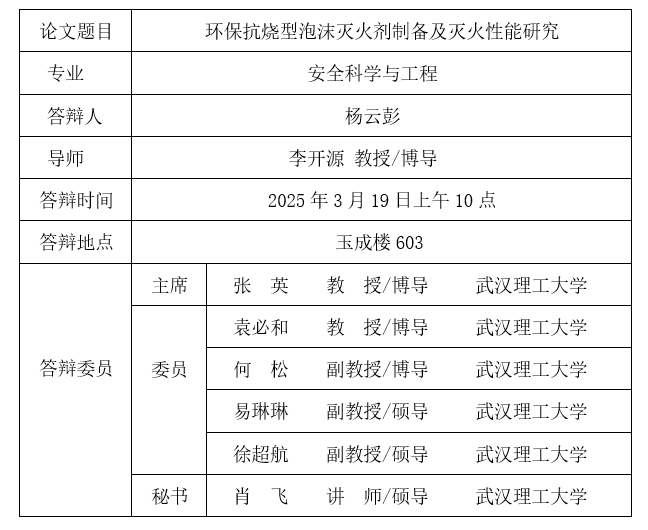 论文题目 环保抗烧型泡沫灭火剂制备及灭火性能研究
专业 安全科学与工程
答辩人 杨云彭
导师 李开源 教授/博导
答辩时间 2025年3月19日上午10点
答辩地点 玉成楼603
答辩委员 主席 张 英 教 授/博导 武汉理工大学
委员 袁必和 教 授/博导 武汉理工大学
何 松 副教授/博导 武汉理工大学
易琳琳 副教授/硕导 武汉理工大学
徐超航 副教授/硕导 武汉理工大学
秘书 肖 飞 讲 师/硕导 武汉理工大学